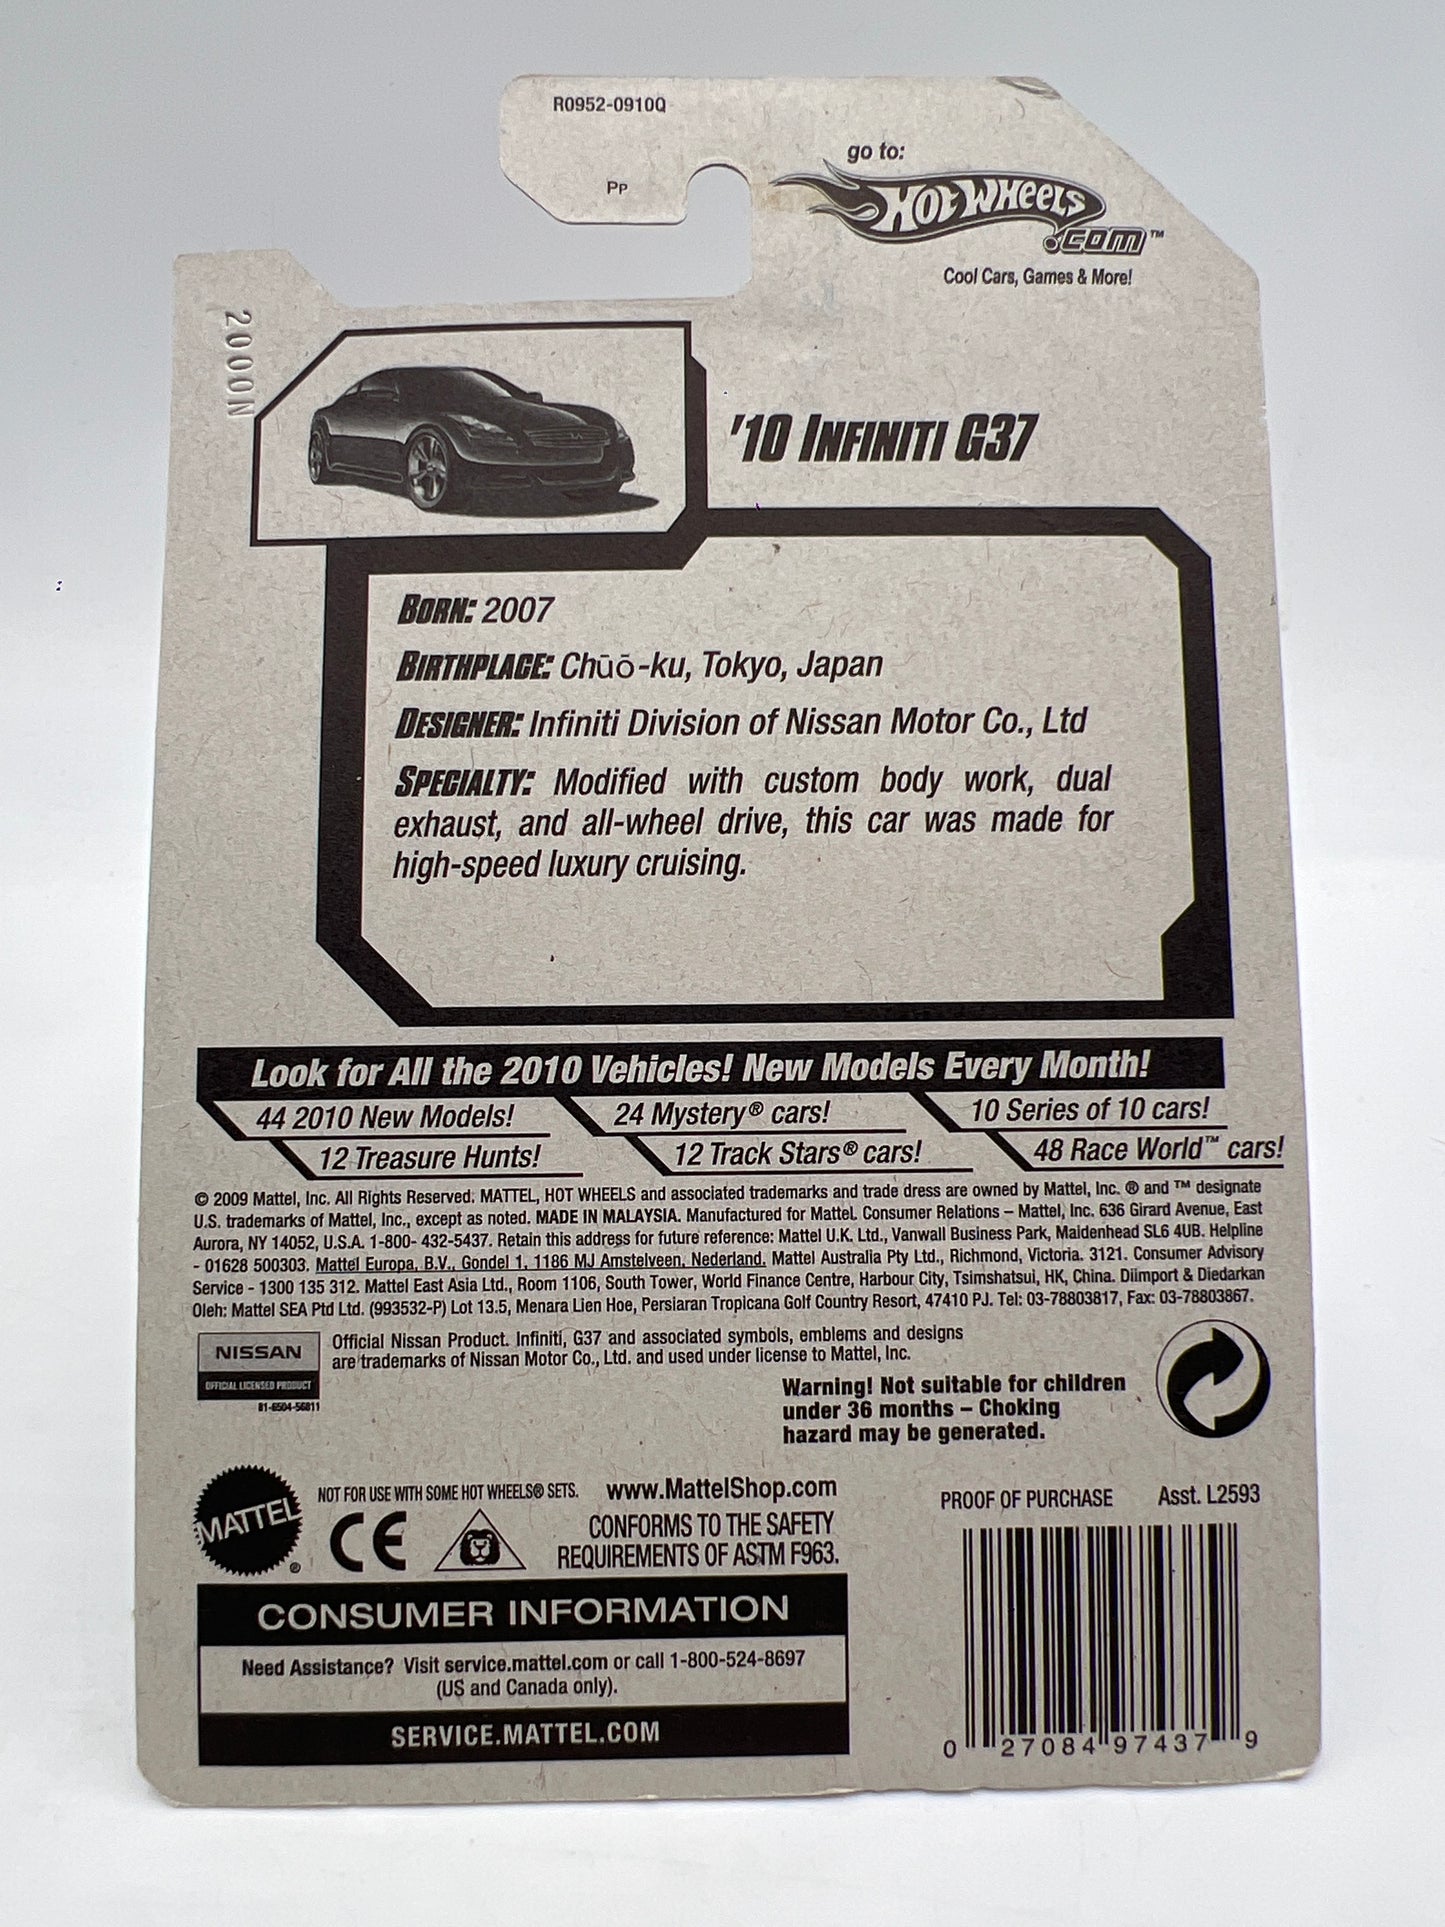 R0952-0910Q
PP
go to:
HOT WHEELS
.COM™
Cool Cars, Games & More!
2000N
'10 INFINITI G37
BORN: 2007
BIRTHPLACE: Chūō-ku, Tokyo, Japan
DESIGNER: Infiniti Division of Nissan Motor Co., Ltd
SPECIALTY: Modified with custom body work, dual
exhaust, and all-wheel drive, this car was made for
high-speed luxury cruising.
Look for All the 2010 Vehicles! New Models Every Month!
44 2010 New Models! 24 Mystery® cars! 10 Series of 10 cars!
12 Treasure Hunts! 12 Track Stars® cars! 48 Race World™ cars!
© 2009 Mattel, Inc. All Rights Reserved. MATTEL, HOT WHEELS and associated trademarks and trade dress are owned by Mattel, Inc. ® and ™ designate
U.S. trademarks of Mattel, Inc., except as noted. MADE IN MALAYSIA. Manufactured for Mattel. Consumer Relations – Mattel, Inc. 636 Girard Avenue, East
Aurora, NY 14052, U.S.A. 1-800- 432-5437. Retain this address for future reference: Mattel U.K. Ltd., Vanwall Business Park, Maidenhead SL6 4UB. Helpline
- 01628 500303. Mattel Europa, B.V., Gondel 1, 1186 MJ Amstelveen, Nederland. Mattel Australia Pty Ltd., Richmond, Victoria. 3121. Consumer Advisory
Service - 1300 135 312. Mattel East Asia Ltd., Room 1106, South Tower, World Finance Centre, Harbour City, Tsimshatsui, HK, China. Diimport & Diedarkan
Oleh: Mattel SEA Ptd Ltd. (993532-P) Lot 13.5, Menara Lien Hoe, Persiaran Tropicana Golf Country Resort, 47410 PJ. Tel: 03-78803817, Fax: 03-78803867.
NISSAN
OFFICIAL LICENSED PRODUCT
81-6504-56811
Official Nissan Product. Infiniti, G37 and associated symbols, emblems and designs
are trademarks of Nissan Motor Co., Ltd. and used under license to Mattel, Inc.
Warning! Not suitable for children
under 36 months – Choking
hazard may be generated.
MATTEL®
NOT FOR USE WITH SOME HOT WHEELS® SETS. www.MattelShop.com
CE
CONFORMS TO THE SAFETY
REQUIREMENTS OF ASTM F963.
PROOF OF PURCHASE Asst. L2593
CONSUMER INFORMATION
Need Assistance? Visit service.mattel.com or call 1-800-524-8697
(US and Canada only).
SERVICE.MATTEL.COM
0 27084 97437 9